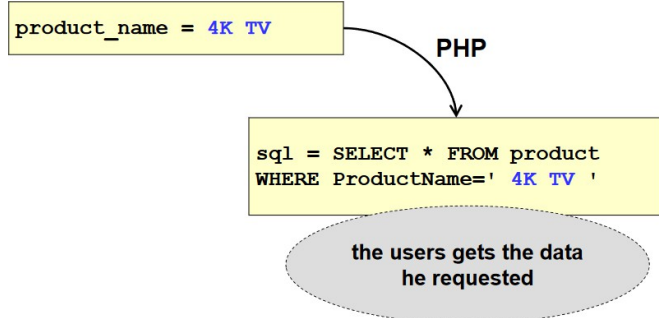 product_name = 4K TV
PHP
sql = SELECT * FROM product
WHERE ProductName=' 4K TV '
the users gets the data
he requested